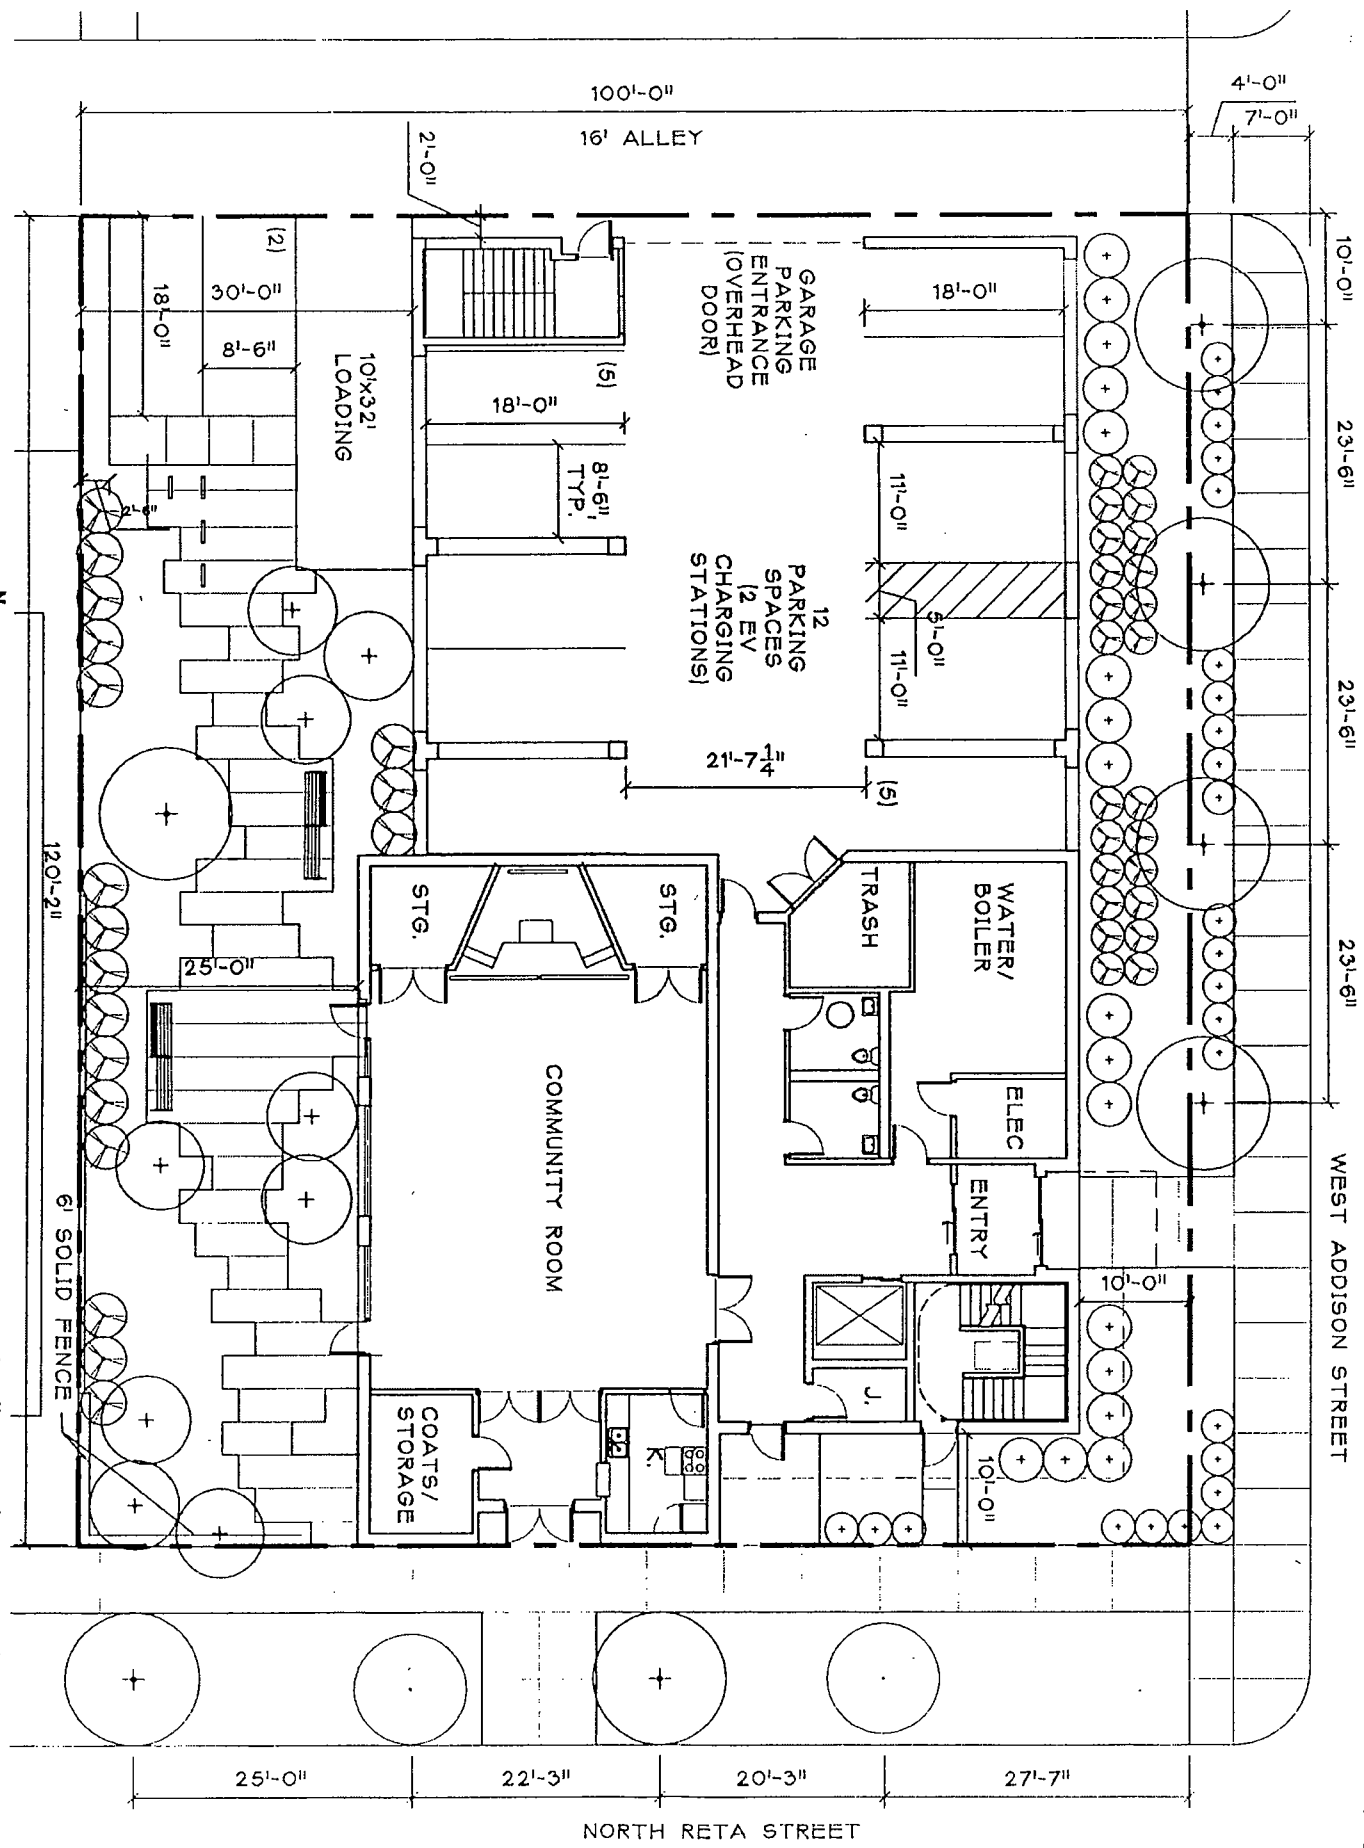 4'-0"
7'-0"
100'-0"
16' ALLEY
2'-0"
10'-0"
(2)
18'-0"
30'-0"
8'-6"
10'x32'
LOADING
(5)
18'-0"
8'-6",
TYP.
GARAGE
PARKING
ENTRANCE
(OVERHEAD
DOOR)
18'-0"
23'-6"
11'-0"
2'-6"
12
PARKING
SPACES
(2 EV
CHARGING
STATIONS)
5'-0"
11'-0"
23'-6"
21'-7 1/4"
(5)
120'-2"
STG.
STG.
TRASH
WATER/
BOILER
23'-6"
25'-0"
COMMUNITY ROOM
ELEC
ENTRY
WEST ADDISON STREET
6' SOLID FENCE
10'-0"
J.
COATS/
STORAGE
K.
10'-0"
25'-0"
22'-3"
20'-3"
27'-7"
NORTH RETA STREET